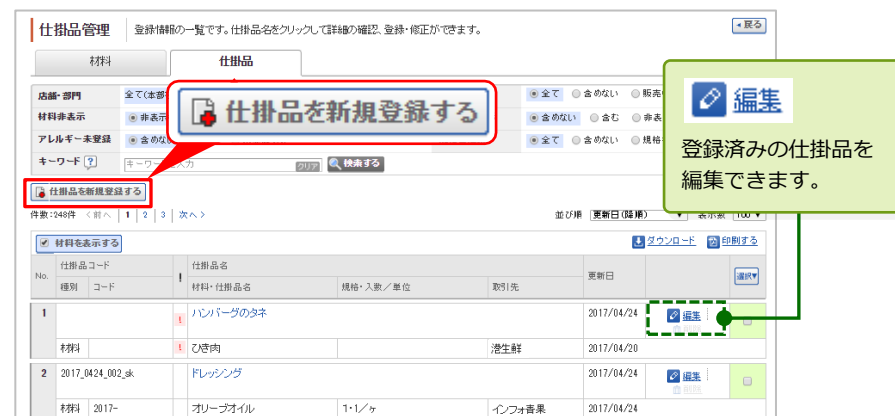 仕掛品管理 登録情報の一覧です。仕掛品名をクリックして詳細の確認、登録・修正ができます。
◂戻る
材料 仕掛品
店舗・部門 全て(本部 全て 含めない 販売
材料非表示 非表示 含めない 含む 非表
アレルギー未登録 含めない 全て 含めない 規格
キーワード ? キーワード 入力 クリア 検索する
仕掛品を新規登録する
編集
登録済みの仕掛品を
編集できます。
仕掛品を新規登録する
件数:248件 <前へ | 1 | 2 | 3 | 次へ> 並び順 更新日(降順) ▼ 表示数 100 ▼
材料を表示する ダウンロード 印刷する
No. 仕掛品コード ! 仕掛品名 更新日 選択▼
種別 コード 材料・仕掛品名 規格・入数/単位 取引先
1 ! ハンバーグのタネ 2017/04/24 編集
削除
材料 ! ひき肉 港生鮮 2017/04/20
2 2017_0424_002_sk ドレッシング 2017/04/24 編集
削除
材料 2017- オリーブオイル 1・1/ヶ インフォ青果 2017/04/24